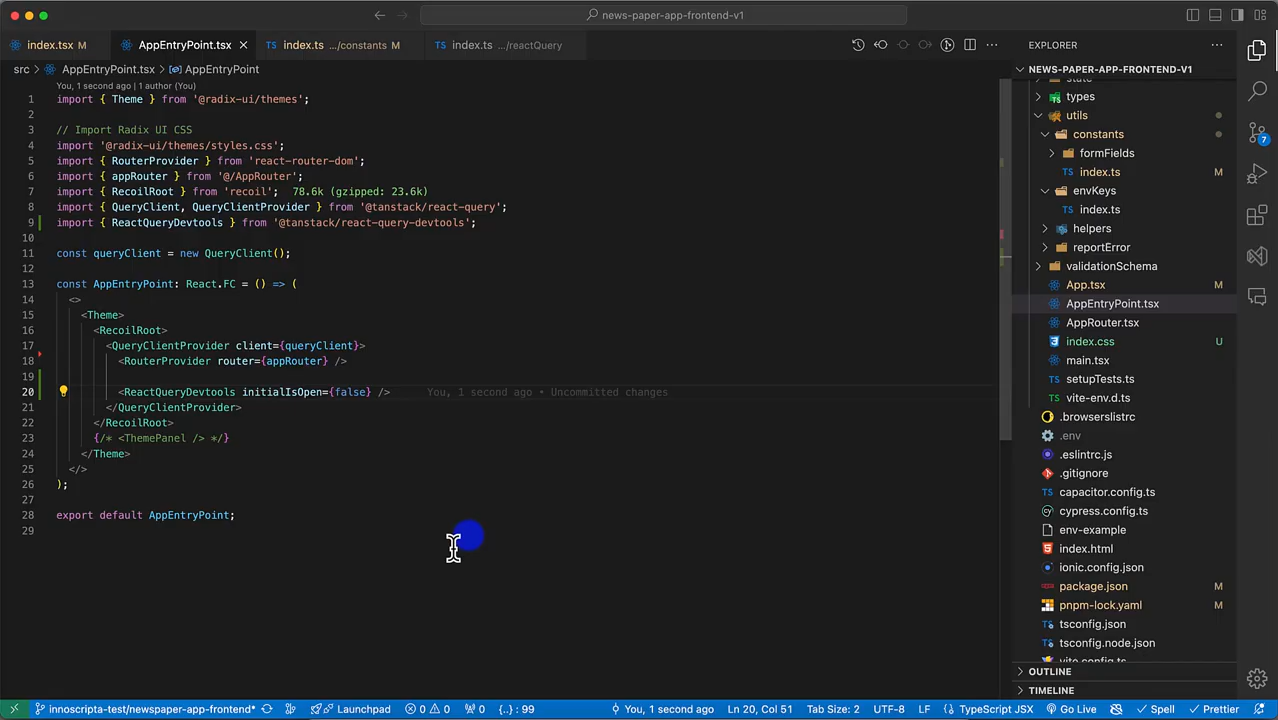 news-paper-app-frontend-v1
index.tsx M
AppEntryPoint.tsx
index.ts .../constants M
index.ts .../reactQuery
src > AppEntryPoint.tsx > AppEntryPoint
You, 1 second ago | 1 author (You)
1 import { Theme } from '@radix-ui/themes';
2
3 // Import Radix UI CSS
4 import '@radix-ui/themes/styles.css';
5 import { RouterProvider } from 'react-router-dom';
6 import { appRouter } from '@/AppRouter';
7 import { RecoilRoot } from 'recoil'; 78.6k (gzipped: 23.6k)
8 import { QueryClient, QueryClientProvider } from '@tanstack/react-query';
9 import { ReactQueryDevtools } from '@tanstack/react-query-devtools';
10
11 const queryClient = new QueryClient();
12
13 const AppEntryPoint: React.FC = () => (
14 <>
15 <Theme>
16 <RecoilRoot>
17 <QueryClientProvider client={queryClient}>
18 <RouterProvider router={appRouter} />
19
20 <ReactQueryDevtools initialIsOpen={false} /> You, 1 second ago • Uncommitted changes
21 </QueryClientProvider>
22 </RecoilRoot>
23 {/* <ThemePanel /> */}
24 </Theme>
25 </>
26 );
27
28 export default AppEntryPoint;
29
EXPLORER
NEWS-PAPER-APP-FRONTEND-V1
state
types
utils
constants
formFields
index.ts M
envKeys
index.ts
helpers
reportError
validationSchema
App.tsx M
AppEntryPoint.tsx
AppRouter.tsx
index.css U
main.tsx
setupTests.ts
vite-env.d.ts
.browserslistrc
.env
.eslintrc.js
.gitignore
capacitor.config.ts
cypress.config.ts
env-example
index.html
ionic.config.json
package.json M
pnpm-lock.yaml M
tsconfig.json
tsconfig.node.json
vite.config.ts
OUTLINE
TIMELINE
7
innoscripta-test/newspaper-app-frontend*
Launchpad
0 0
0
{..} : 99
You, 1 second ago
Ln 20, Col 51
Tab Size: 2
UTF-8
LF
{} TypeScript JSX
Go Live
Spell
Prettier